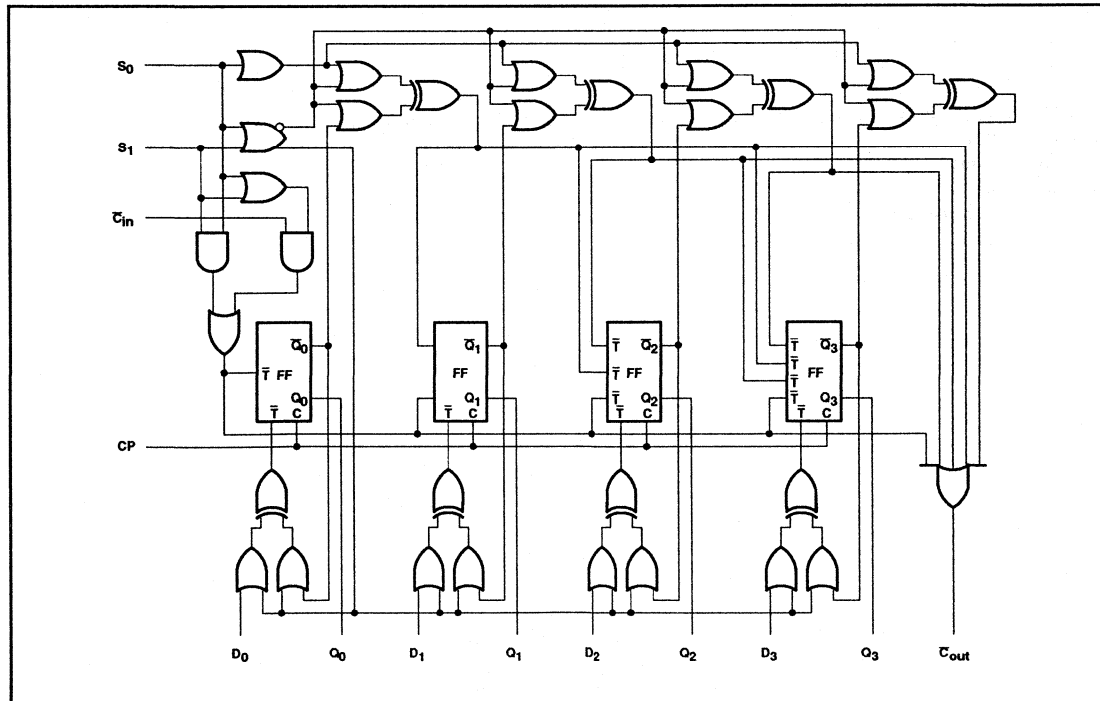 S0
S1
C̅in
Q̅0
T̅ FF
Q0
T̅ C
Q̅1
FF
Q1
T̅ C
T̅ Q̅2
T̅ FF
T̅ Q2
T̅ C
T̅ Q̅3
T̅
T̅ FF
T̅ Q3
T̅ C
CP
D0 Q0 D1 Q1 D2 Q2 D3 Q3 C̅out